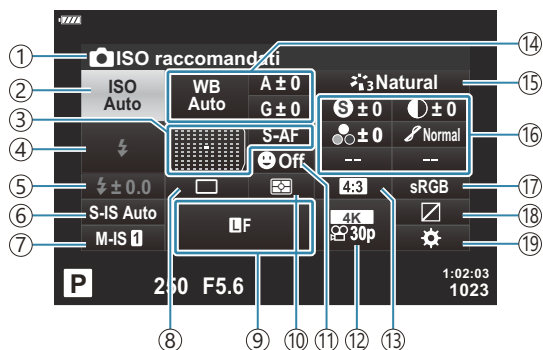 ① ISO raccomandati
② ISO Auto
WB Auto
A±0
G±0
⑭
3 Natural ⑮
③
S-AF
Off
S±0
±0
±0
Normal
--
--
⑯
④
⑤ ±0.0
4:3
sRGB ⑰
⑥ S-IS Auto
⑱
⑦ M-IS 1
LF
4K
30p
⑲
P 250 F5.6
1:02:03
1023
⑧ ⑨ ⑩ ⑪ ⑫ ⑬